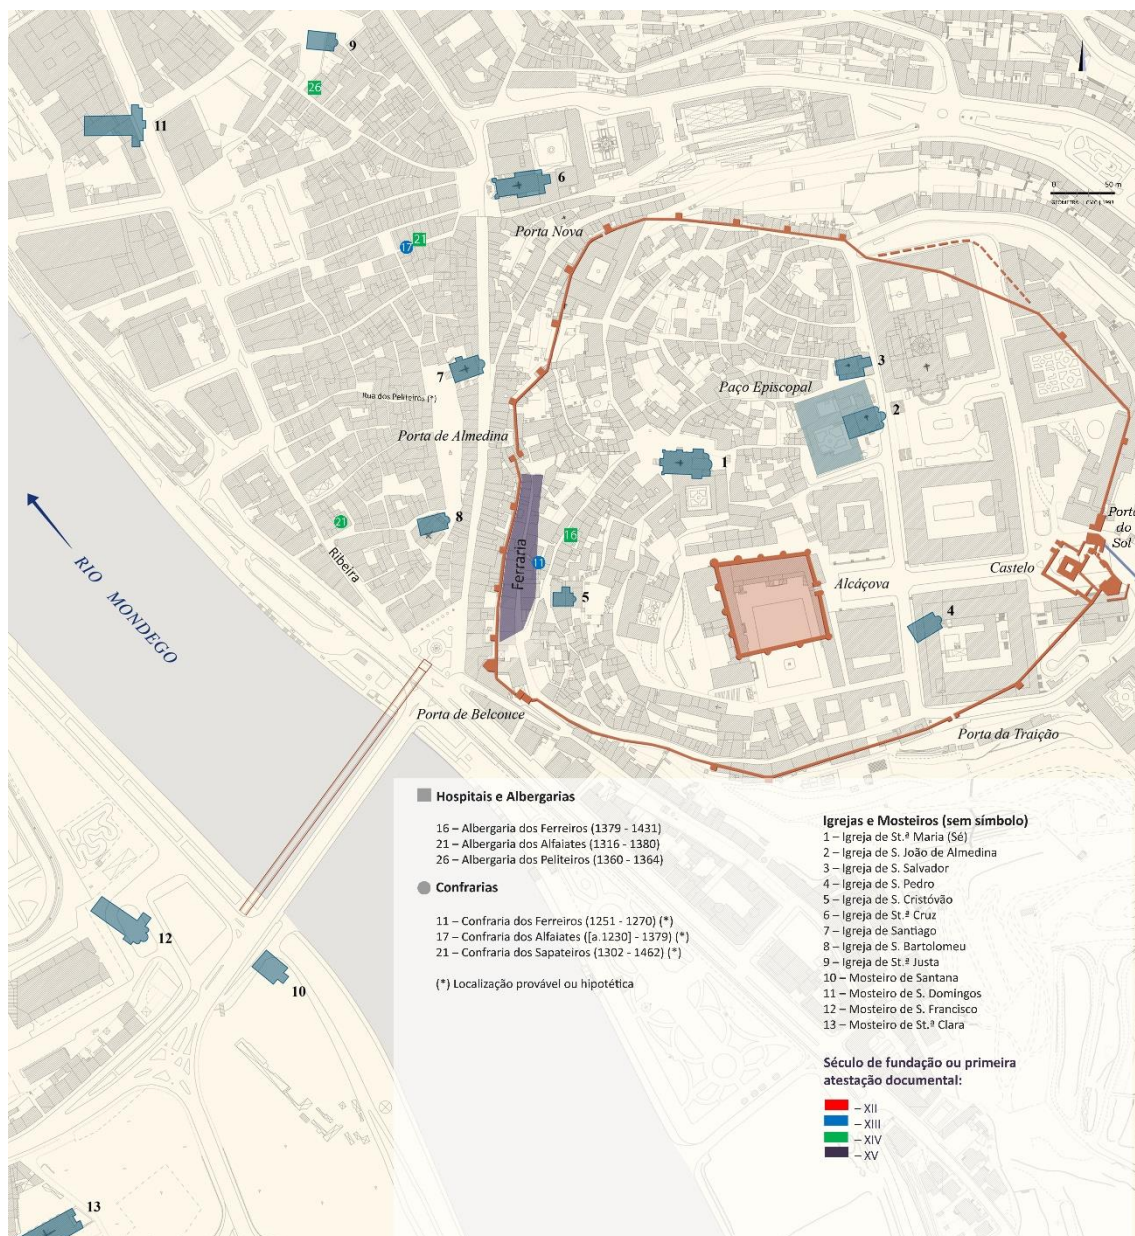 9
26
11
6
0 50 m
Porta Nova
17
21
3
7
Paço Episcopal
Rua dos Peliteiros (*)
2
Porta de Almedina
1
21
8
16
Porta
do
Sol
Ribeira
Ferraria
11
Castelo
Alcáçova
5
4
RIO MONDEGO
Porta de Belcouce
Porta da Traição
12
10
13
Hospitais e Albergarias
16 – Albergaria dos Ferreiros (1379 - 1431)
21 – Albergaria dos Alfaiates (1316 - 1380)
26 – Albergaria dos Peliteiros (1360 - 1364)
Confrarias
11 – Confraria dos Ferreiros (1251 - 1270) (*)
17 – Confraria dos Alfaiates ([a.1230] - 1379) (*)
21 – Confraria dos Sapateiros (1302 - 1462) (*)
(*) Localização provável ou hipotética
Igrejas e Mosteiros (sem símbolo)
1 – Igreja de St.ª Maria (Sé)
2 – Igreja de S. João de Almedina
3 – Igreja de S. Salvador
4 – Igreja de S. Pedro
5 – Igreja de S. Cristóvão
6 – Igreja de St.ª Cruz
7 – Igreja de Santiago
8 – Igreja de S. Bartolomeu
9 – Igreja de St.ª Justa
10 – Mosteiro de Santana
11 – Mosteiro de S. Domingos
12 – Mosteiro de S. Francisco
13 – Mosteiro de St.ª Clara
Século de fundação ou primeira
atestação documental:
– XII
– XIII
– XIV
– XV